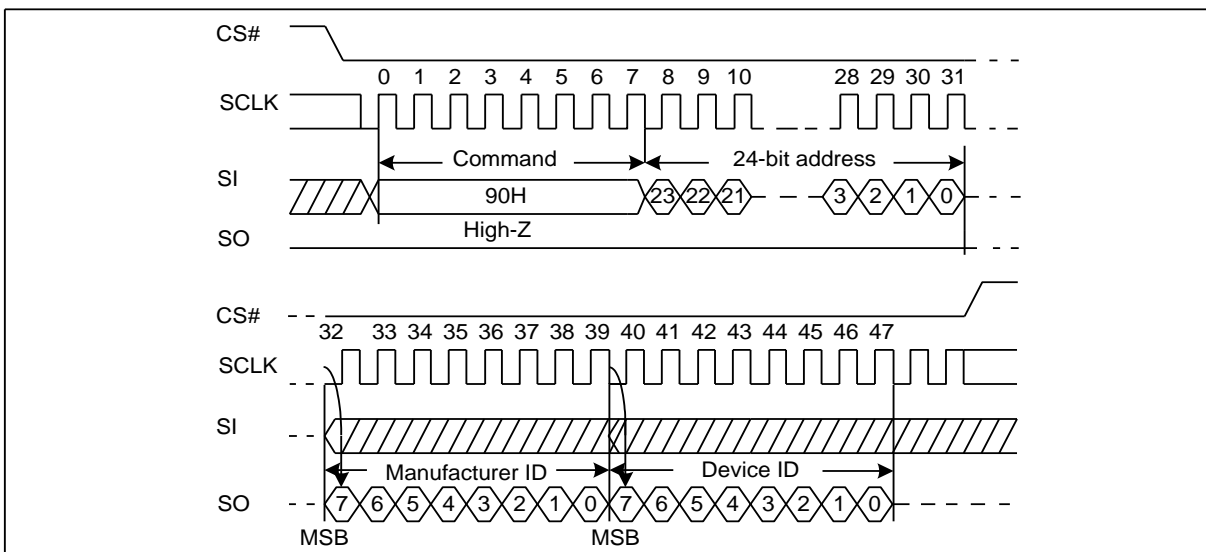 CS#
0 1 2 3 4 5 6 7 8 9 10 28 29 30 31
SCLK
Command 24-bit address
SI
90H 23 22 21 3 2 1 0
High-Z
SO
CS#
32 33 34 35 36 37 38 39 40 41 42 43 44 45 46 47
SCLK
SI
Manufacturer ID Device ID
SO 7 6 5 4 3 2 1 0 7 6 5 4 3 2 1 0
MSB MSB